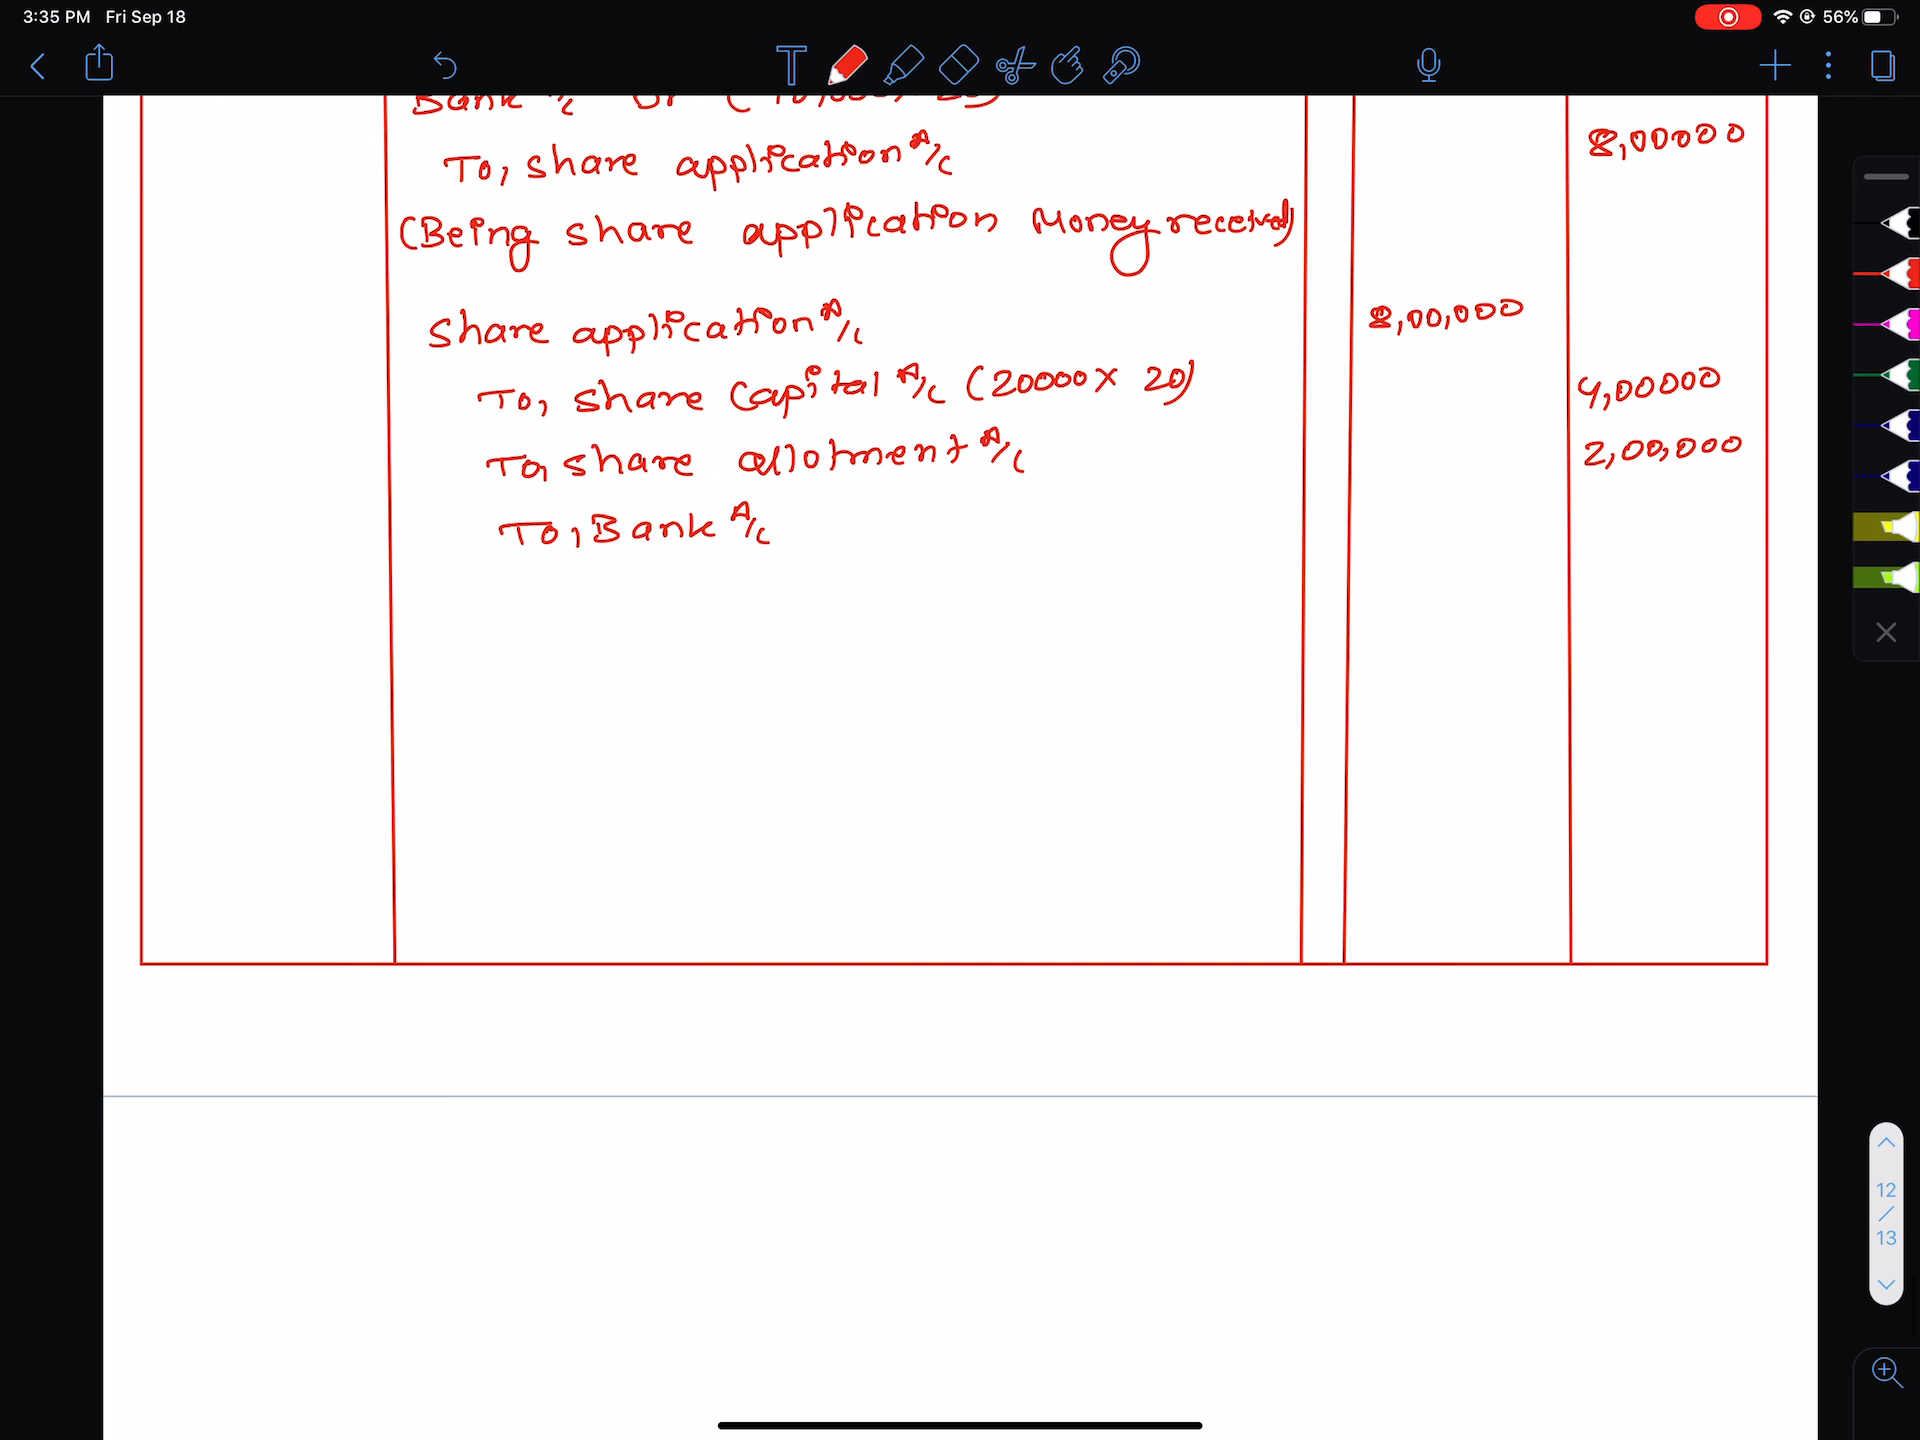 3:35 PM Fri Sep 18
56%
Bank A/c
To, share application A/c 8,00000
(Being share application Money received)
Share application A/c 8,00,000
To, share capital A/c (20000 X 20) 4,00000
To, share allotment A/c 2,00,000
To, Bank A/c
12
/
13